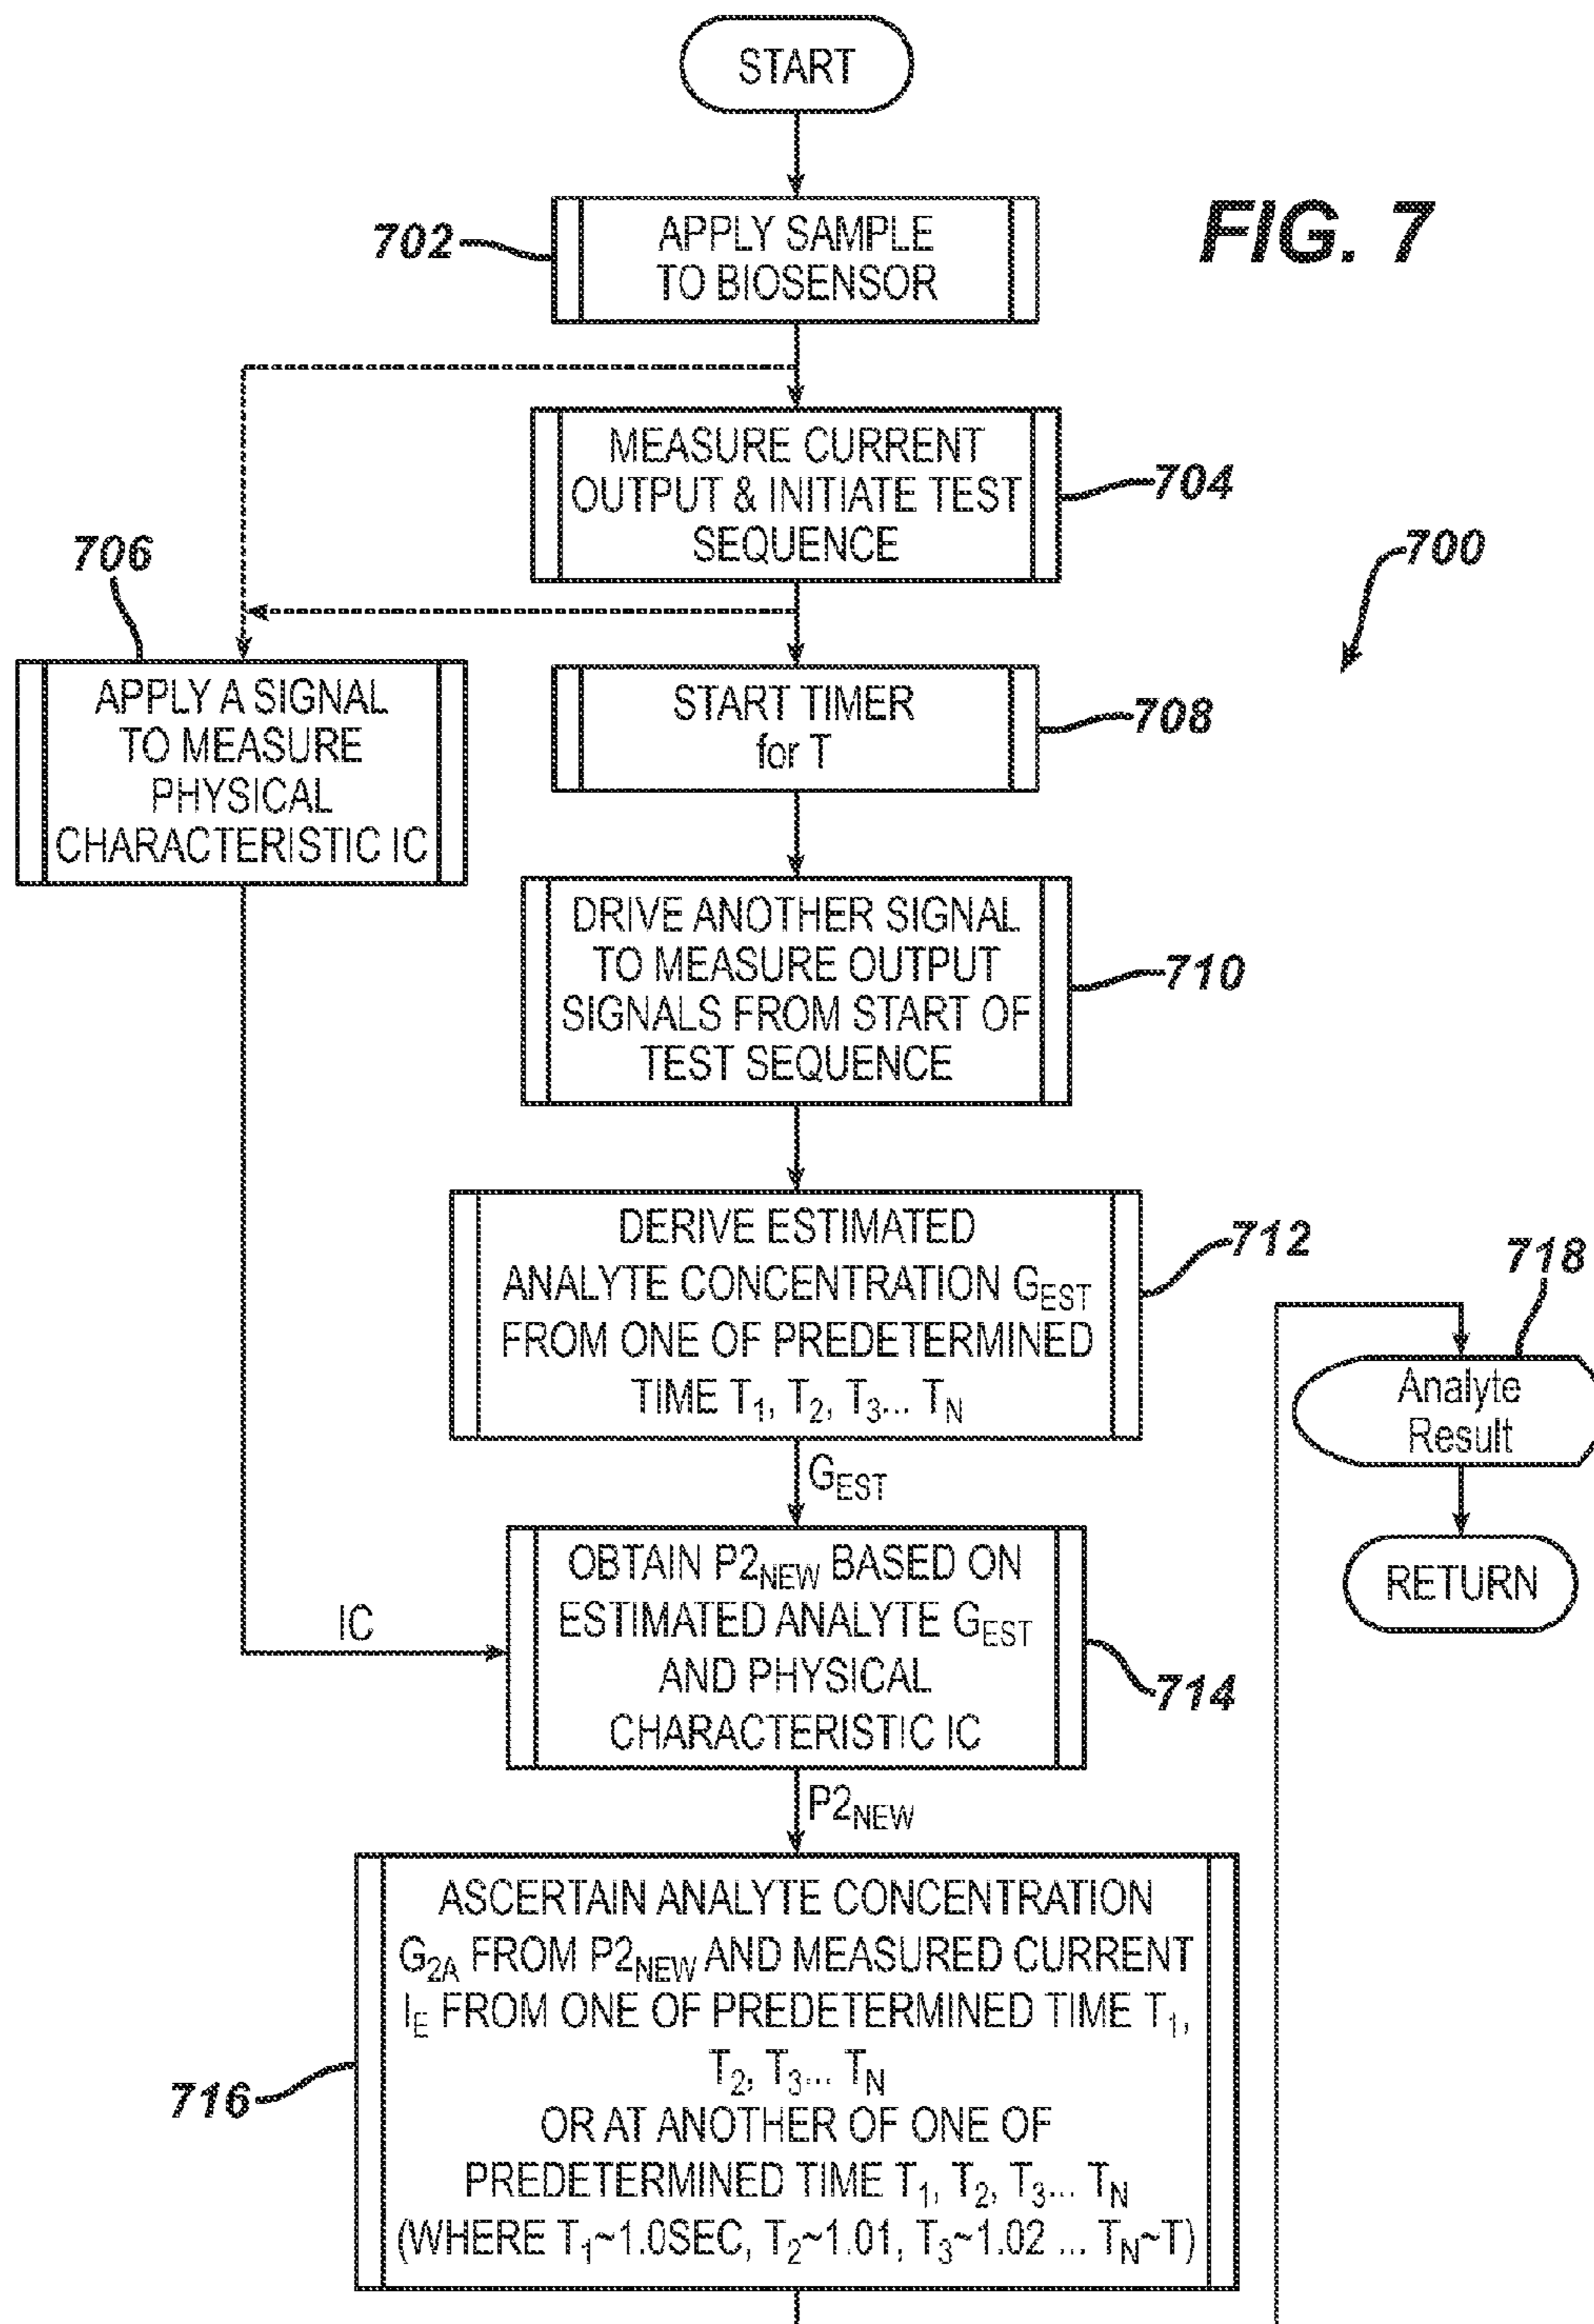 START
FIG. 7
702
APPLY SAMPLE
TO BIOSENSOR
MEASURE CURRENT
OUTPUT & INITIATE TEST
SEQUENCE
704
700
706
APPLY A SIGNAL
TO MEASURE
PHYSICAL
CHARACTERISTIC IC
START TIMER
for T
708
DRIVE ANOTHER SIGNAL
TO MEASURE OUTPUT
SIGNALS FROM START OF
TEST SEQUENCE
710
DERIVE ESTIMATED
ANALYTE CONCENTRATION GEST
FROM ONE OF PREDETERMINED
TIME T1, T2, T3... TN
712
718
Analyte
Result
RETURN
GEST
IC
OBTAIN P2NEW BASED ON
ESTIMATED ANALYTE GEST
AND PHYSICAL
CHARACTERISTIC IC
714
P2NEW
ASCERTAIN ANALYTE CONCENTRATION
G2A FROM P2NEW AND MEASURED CURRENT
IE FROM ONE OF PREDETERMINED TIME T1,
T2, T3... TN
OR AT ANOTHER OF ONE OF
PREDETERMINED TIME T1, T2, T3... TN
(WHERE T1~1.0SEC, T2~1.01, T3~1.02 ... TN~T)
716